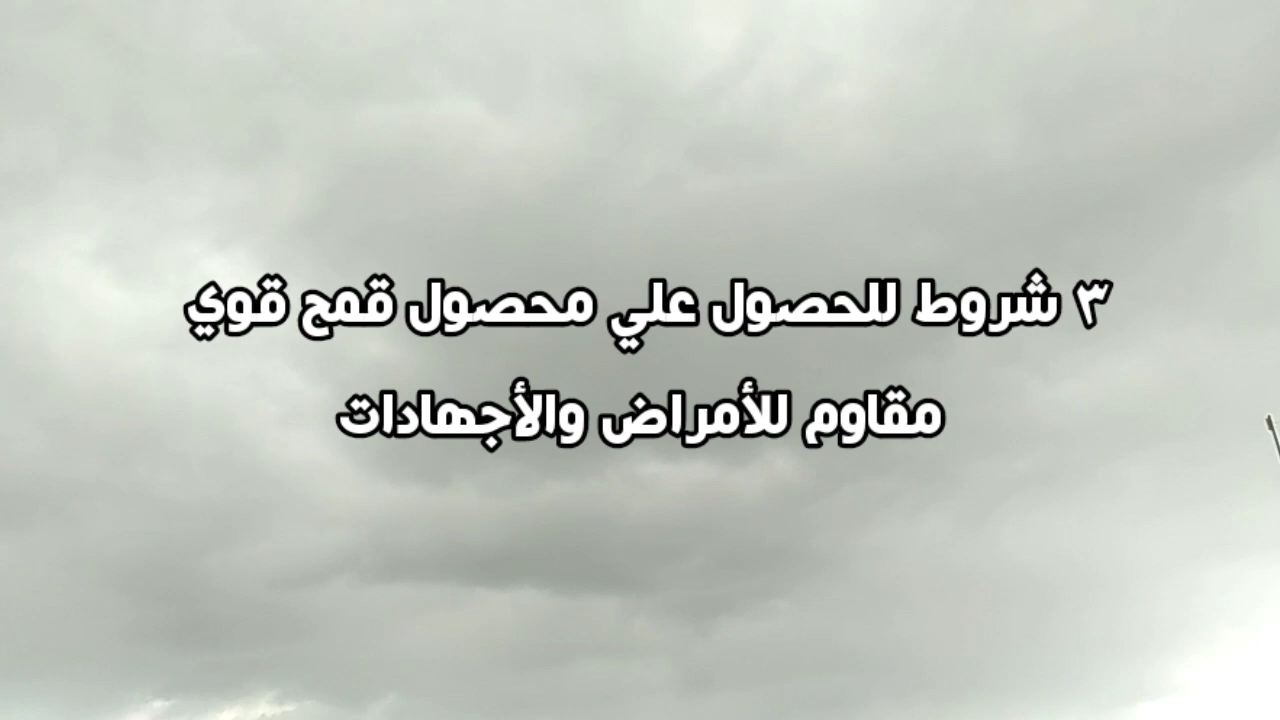 ٣ شروط للحصول علي محصول قمح قوي
مقاوم للأمراض والأجهادات